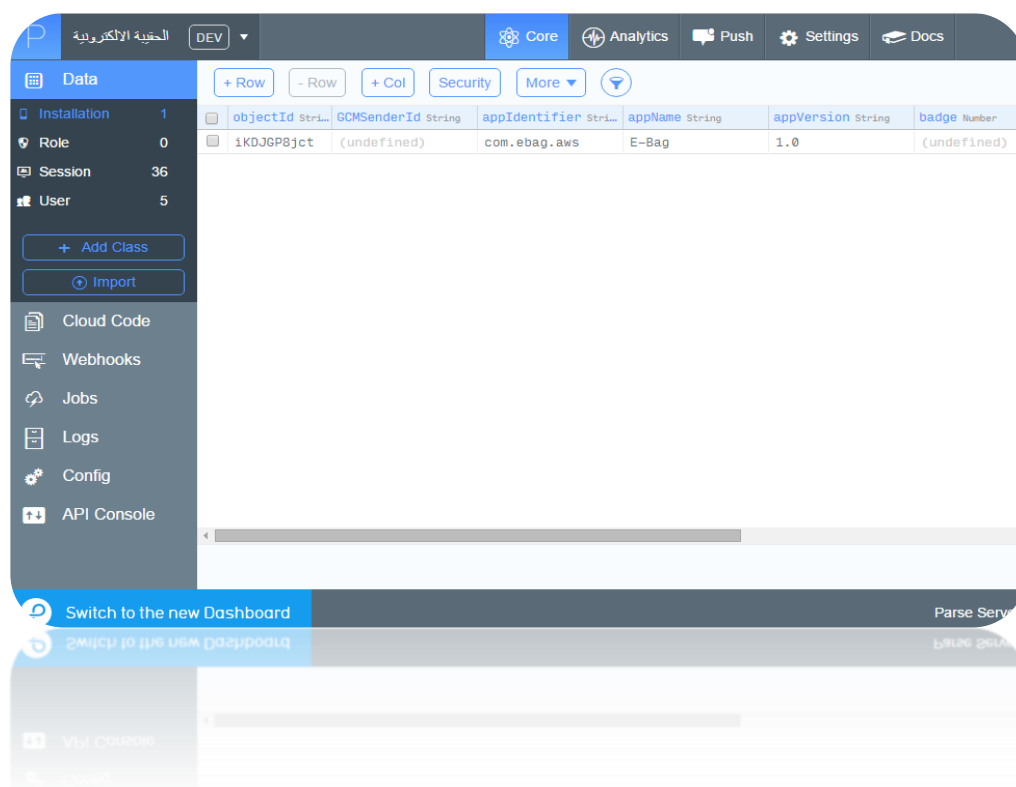 P الحقيبة الالكترونية DEV Core Analytics Push Settings Docs
Data + Row - Row + Col Security More
Installation 1
objectId Stri… GCMSenderId String appIdentifier Stri… appName String appVersion String badge Number
Role 0
iKDJGP8jct (undefined) com.ebag.aws E-Bag 1.0 (undefined)
Session 36
User 5
+ Add Class
Import
Cloud Code
Webhooks
Jobs
Logs
Config
API Console
Switch to the new Dashboard Parse Serve